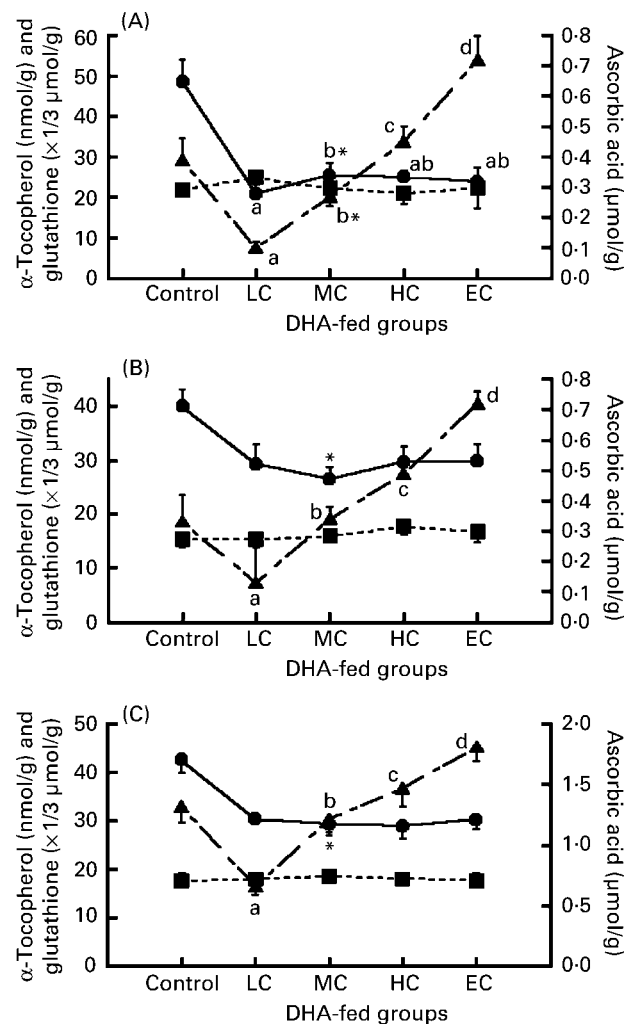 (A)
α-Tocopherol (nmol/g) and
glutathione (×1/3 μmol/g)
60
50
40
30
20
10
0
0·8
0·7
0·6
0·5
0·4
0·3
0·2
0·1
0·0
Ascorbic acid (μmol/g)
a
a
b*
b*
c
ab
d
ab
Control LC MC HC EC
DHA-fed groups
(B)
α-Tocopherol (nmol/g) and
glutathione (×1/3 μmol/g)
40
30
20
10
0
0·8
0·7
0·6
0·5
0·4
0·3
0·2
0·1
0·0
Ascorbic acid (μmol/g)
a
*
b
c
d
Control LC MC HC EC
DHA-fed groups
(C)
α-Tocopherol (nmol/g) and
glutathione (×1/3 μmol/g)
50
40
30
20
10
0
2·0
1·5
1·0
0·5
0·0
Ascorbic acid (μmol/g)
a
b
*
c
d
Control LC MC HC EC
DHA-fed groups